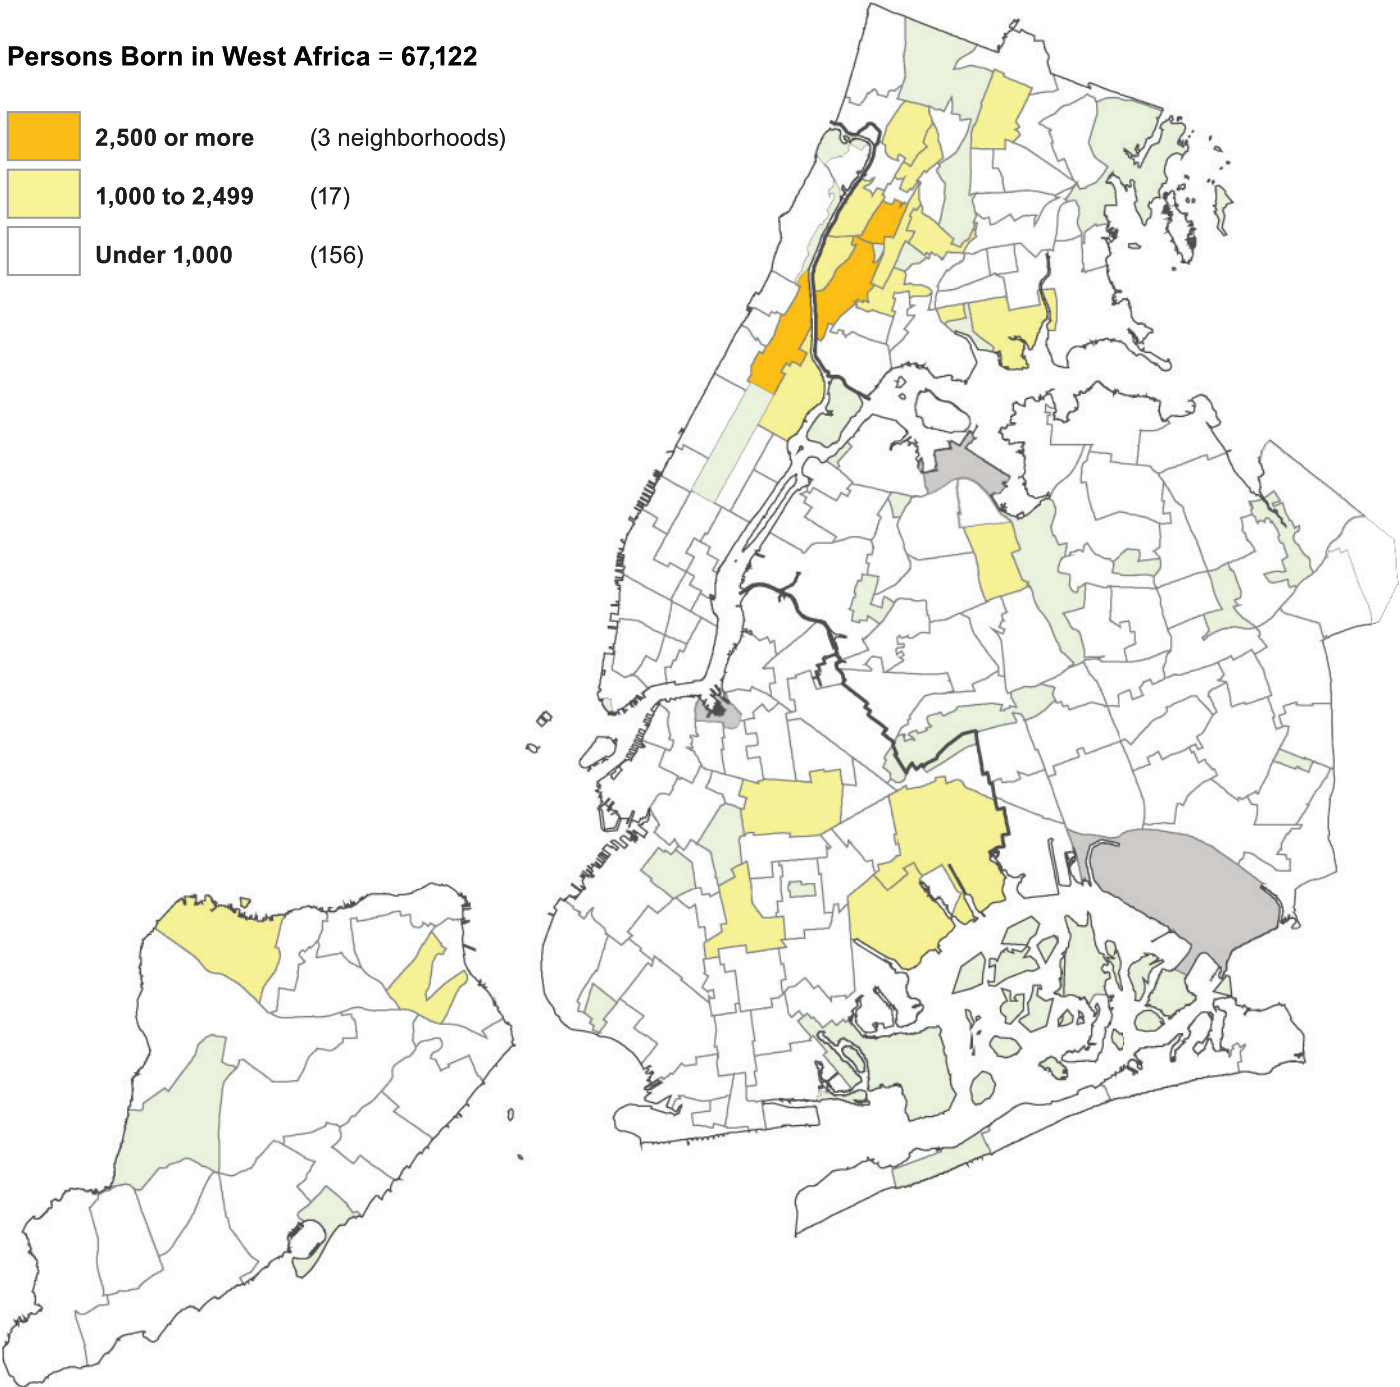 Persons Born in West Africa = 67,122
2,500 or more (3 neighborhoods)
1,000 to 2,499 (17)
Under 1,000 (156)